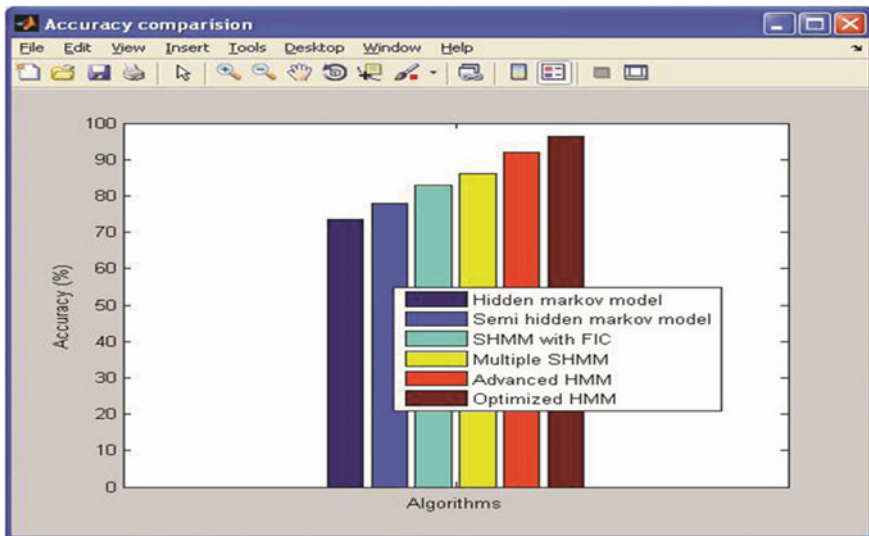 Accuracy comparision
File Edit View Insert Tools Desktop Window Help
100
90
80
70
60
50
40
30
20
10
0
Accuracy (%)
Hidden markov model
Semi hidden markov model
SHMM with FIC
Multiple SHMM
Advanced HMM
Optimized HMM
Algorithms